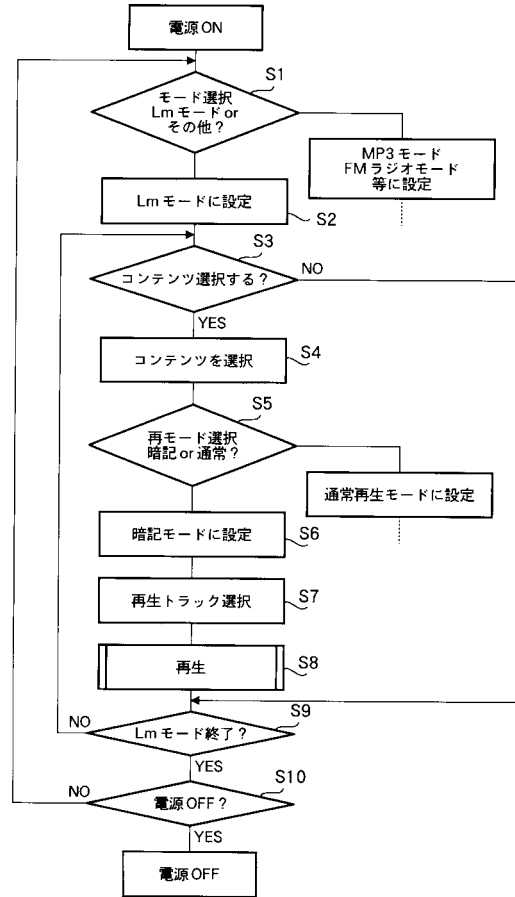 電源ON
S1
モード選択
Lmモードor
その他？
MP3モード
FMラジオモード
等に設定
Lmモードに設定
S2
S3
コンテンツ選択する？
NO
YES
コンテンツを選択
S4
S5
再モード選択
暗記or通常？
通常再生モードに設定
暗記モードに設定
S6
再生トラック選択
S7
再生
S8
S9
NO
Lmモード終了？
YES
S10
NO
電源OFF？
YES
電源OFF